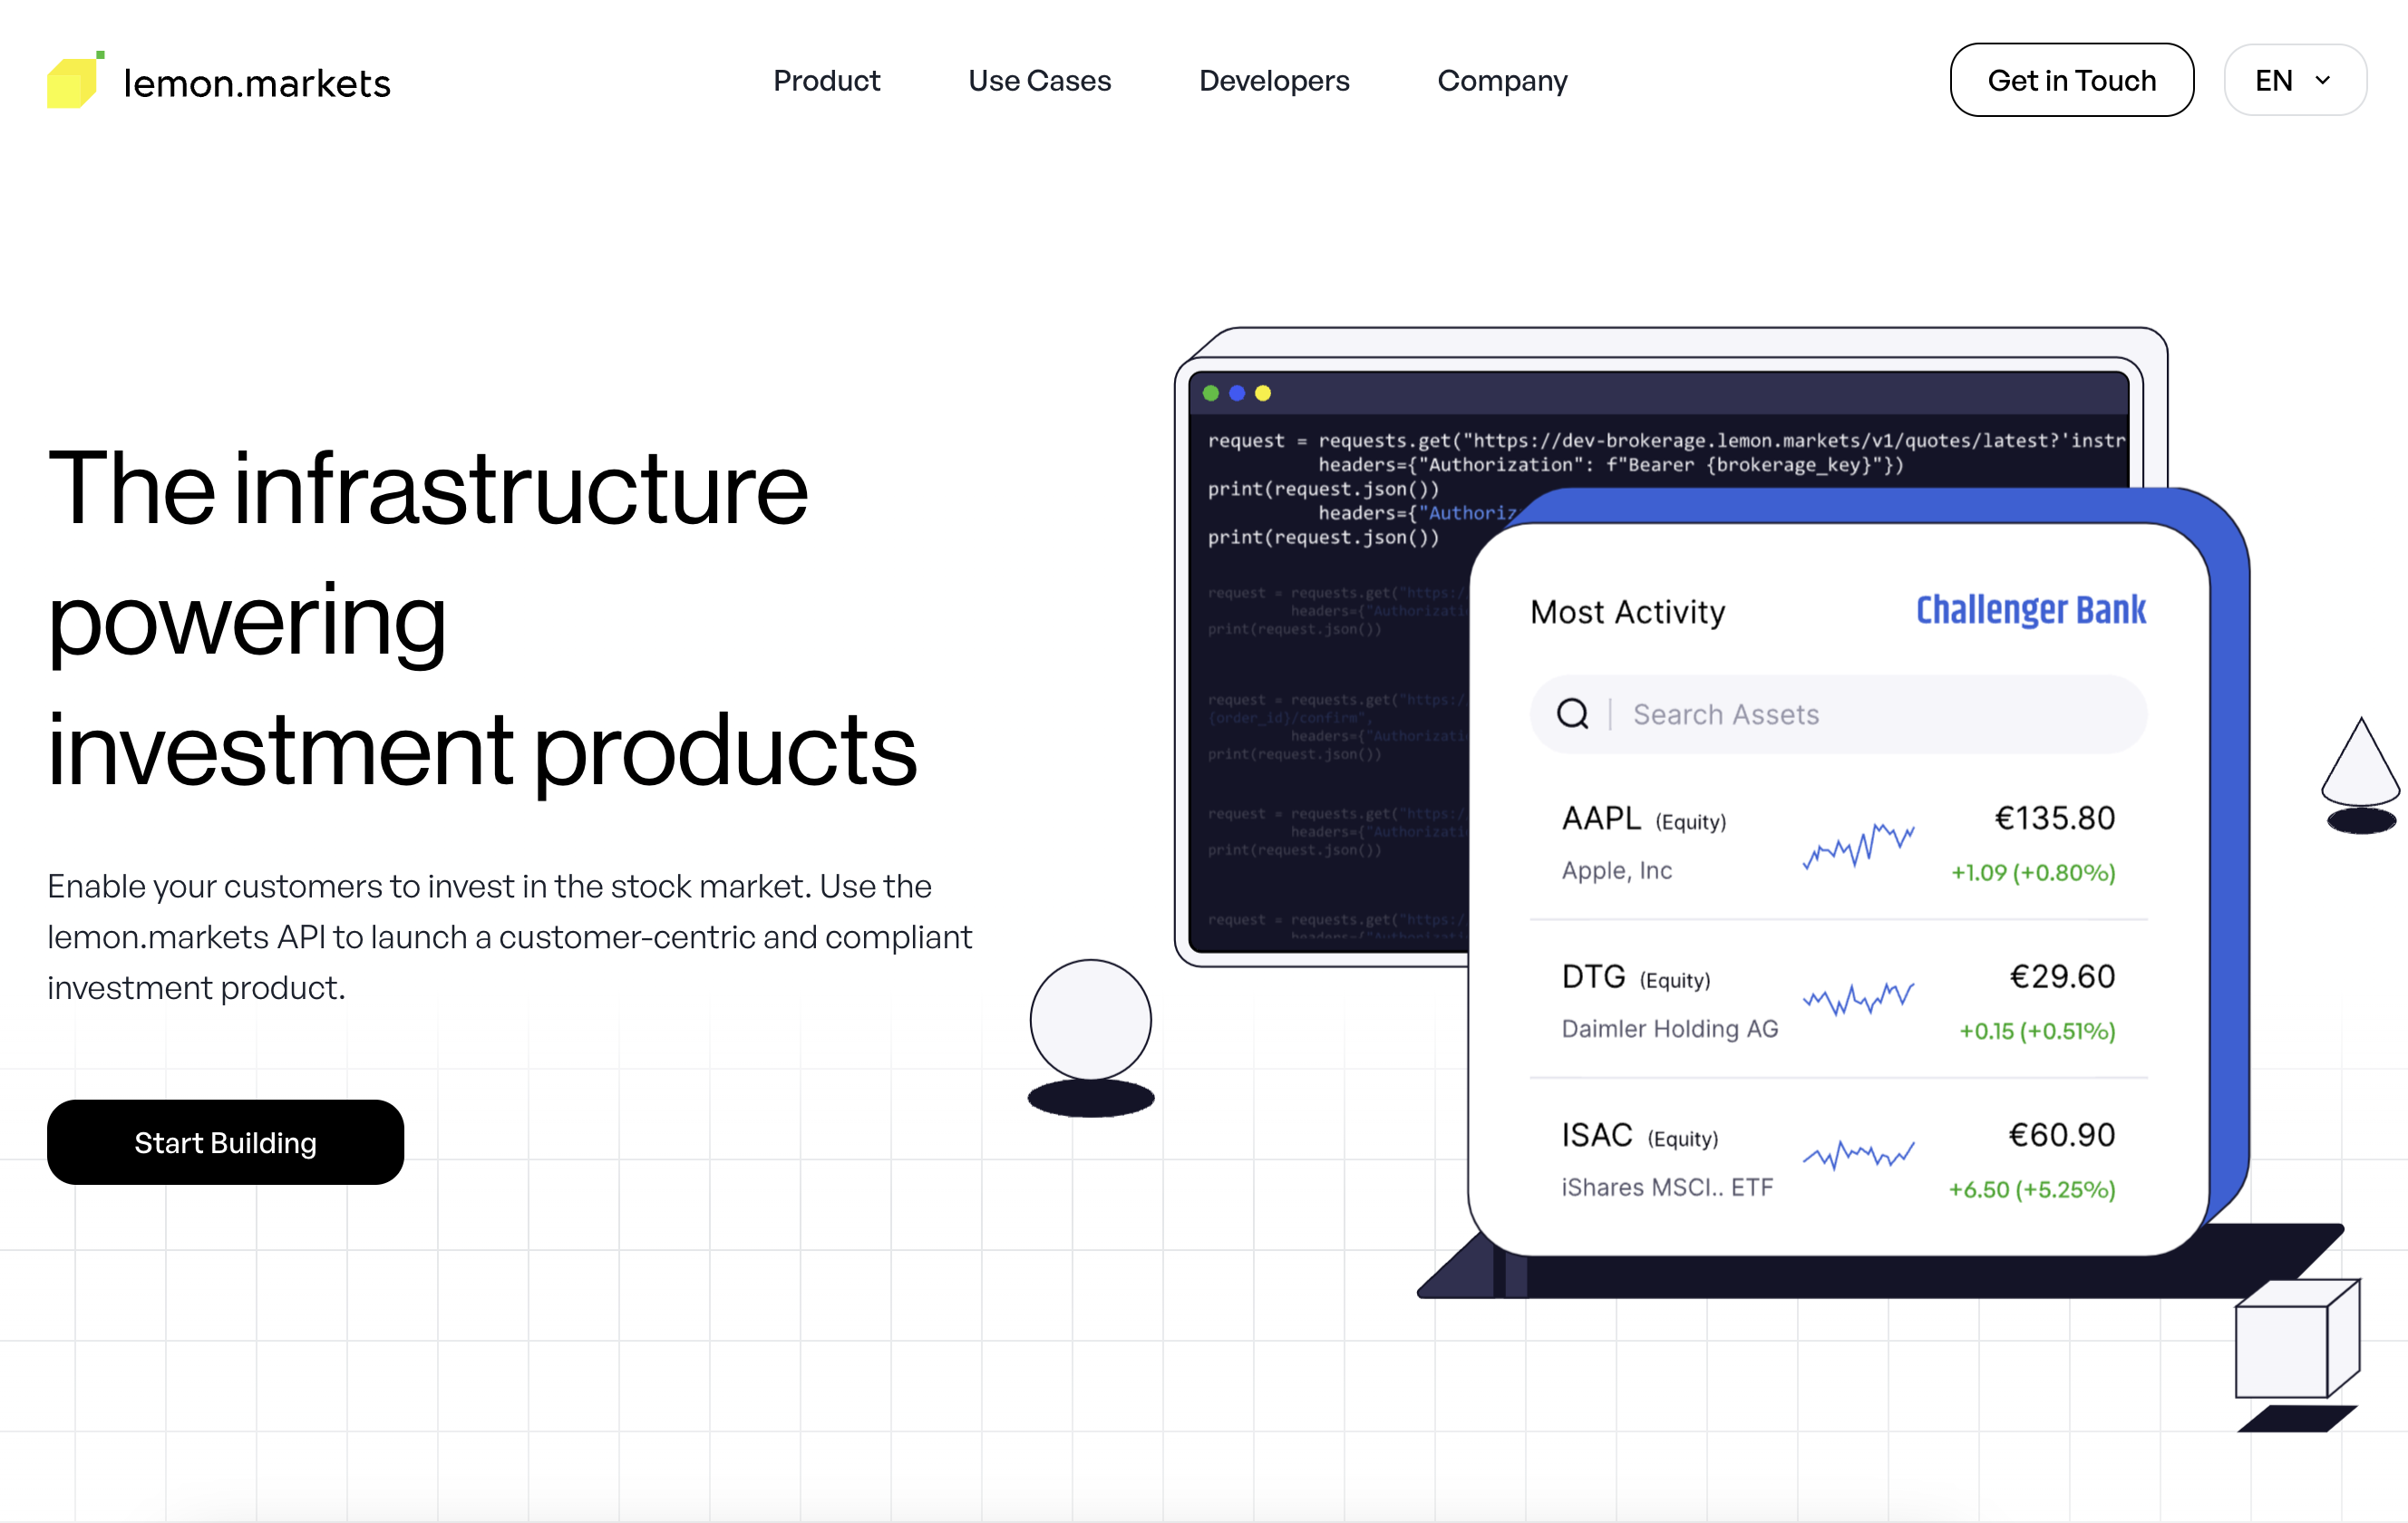 lemon.markets
Product
Use Cases
Developers
Company
Get in Touch
EN
The infrastructure
powering
investment products
Enable your customers to invest in the stock market. Use the
lemon.markets API to launch a customer-centric and compliant
investment product.
Start Building
request = requests.get("https://dev-brokerage.lemon.markets/v1/quotes/latest?'instr
headers={"Authorization": f"Bearer {brokerage_key}"})
print(request.json())
headers={"Authoriz
print(request.json())
request = requests.get("https:/
headers={"Authorizati
print(request.json())
request = requests.get("https:/
{order_id}/confirm",
headers={"Authorizati
print(request.json())
request = requests.get("https:/
headers={"Authorizati
print(request.json())
request = requests.get("https:/
headers={"Authorizati
Most Activity
Challenger Bank
Search Assets
AAPL (Equity)
€135.80
Apple, Inc
+1.09 (+0.80%)
DTG (Equity)
€29.60
Daimler Holding AG
+0.15 (+0.51%)
ISAC (Equity)
€60.90
iShares MSCI.. ETF
+6.50 (+5.25%)